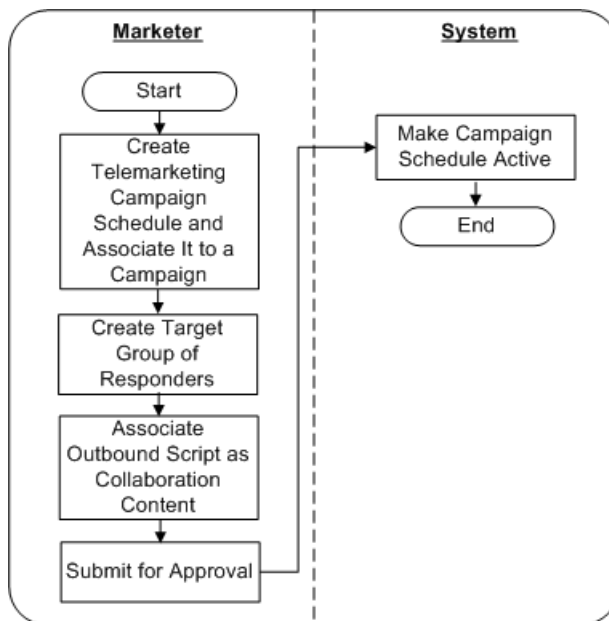 Marketer
Start
Create
Telemarketing
Campaign
Schedule and
Associate It to a
Campaign
Create Target
Group of
Responders
Associate
Outbound Script as
Collaboration
Content
Submit for Approval
System
Make Campaign
Schedule Active
End